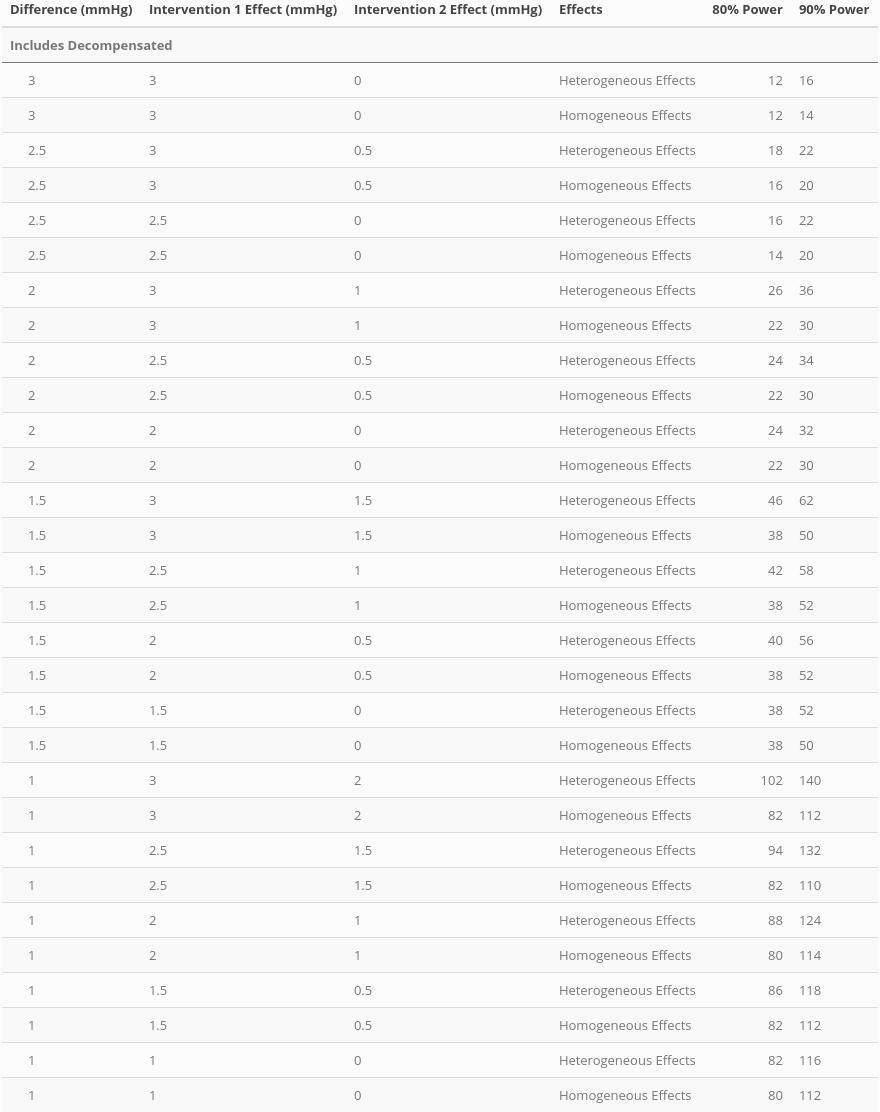 Difference (mmHg) Intervention 1 Effect (mmHg) Intervention 2 Effect (mmHg) Effects 80% Power 90% Power
Includes Decompensated
3 3 0 Heterogeneous Effects 12 16
3 3 0 Homogeneous Effects 12 14
2.5 3 0.5 Heterogeneous Effects 18 22
2.5 3 0.5 Homogeneous Effects 16 20
2.5 2.5 0 Heterogeneous Effects 16 22
2.5 2.5 0 Homogeneous Effects 14 20
2 3 1 Heterogeneous Effects 26 36
2 3 1 Homogeneous Effects 22 30
2 2.5 0.5 Heterogeneous Effects 24 34
2 2.5 0.5 Homogeneous Effects 22 30
2 2 0 Heterogeneous Effects 24 32
2 2 0 Homogeneous Effects 22 30
1.5 3 1.5 Heterogeneous Effects 46 62
1.5 3 1.5 Homogeneous Effects 38 50
1.5 2.5 1 Heterogeneous Effects 42 58
1.5 2.5 1 Homogeneous Effects 38 52
1.5 2 0.5 Heterogeneous Effects 40 56
1.5 2 0.5 Homogeneous Effects 38 52
1.5 1.5 0 Heterogeneous Effects 38 52
1.5 1.5 0 Homogeneous Effects 38 50
1 3 2 Heterogeneous Effects 102 140
1 3 2 Homogeneous Effects 82 112
1 2.5 1.5 Heterogeneous Effects 94 132
1 2.5 1.5 Homogeneous Effects 82 110
1 2 1 Heterogeneous Effects 88 124
1 2 1 Homogeneous Effects 80 114
1 1.5 0.5 Heterogeneous Effects 86 118
1 1.5 0.5 Homogeneous Effects 82 112
1 1 0 Heterogeneous Effects 82 116
1 1 0 Homogeneous Effects 80 112